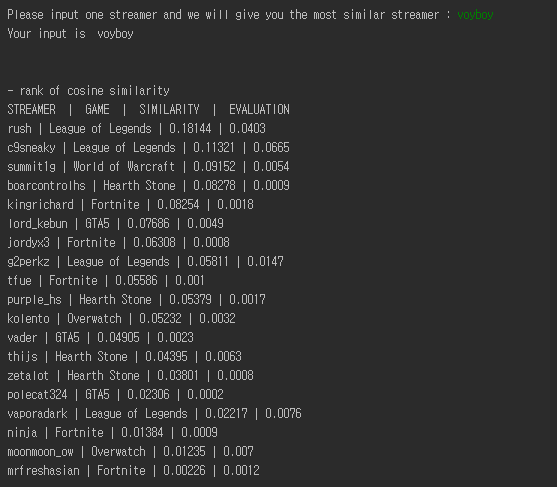 Please input one streamer and we will give you the most similar streamer : voyboy
Your input is  voyboy
- rank of cosine similarity
STREAMER  |  GAME  |  SIMILARITY  |  EVALUATION
rush | League of Legends | 0.18144 | 0.0403
c9sneaky | League of Legends | 0.11321 | 0.0665
summit1g | World of Warcraft | 0.09152 | 0.0054
boarcontrolhs | Hearth Stone | 0.08278 | 0.0009
kingrichard | Fortnite | 0.08254 | 0.0018
lord_kebun | GTA5 | 0.07686 | 0.0049
jordyx3 | Fortnite | 0.06308 | 0.0008
g2perkz | League of Legends | 0.05811 | 0.0147
tfue | Fortnite | 0.05586 | 0.001
purple_hs | Hearth Stone | 0.05379 | 0.0017
kolento | Overwatch | 0.05232 | 0.0032
vader | GTA5 | 0.04905 | 0.0023
thijs | Hearth Stone | 0.04395 | 0.0063
zetalot | Hearth Stone | 0.03801 | 0.0008
polecat324 | GTA5 | 0.02306 | 0.0002
vaporadark | League of Legends | 0.02217 | 0.0076
ninja | Fortnite | 0.01384 | 0.0009
moonmoon_ow | Overwatch | 0.01235 | 0.007
mrfreshasian | Fortnite | 0.00226 | 0.0012